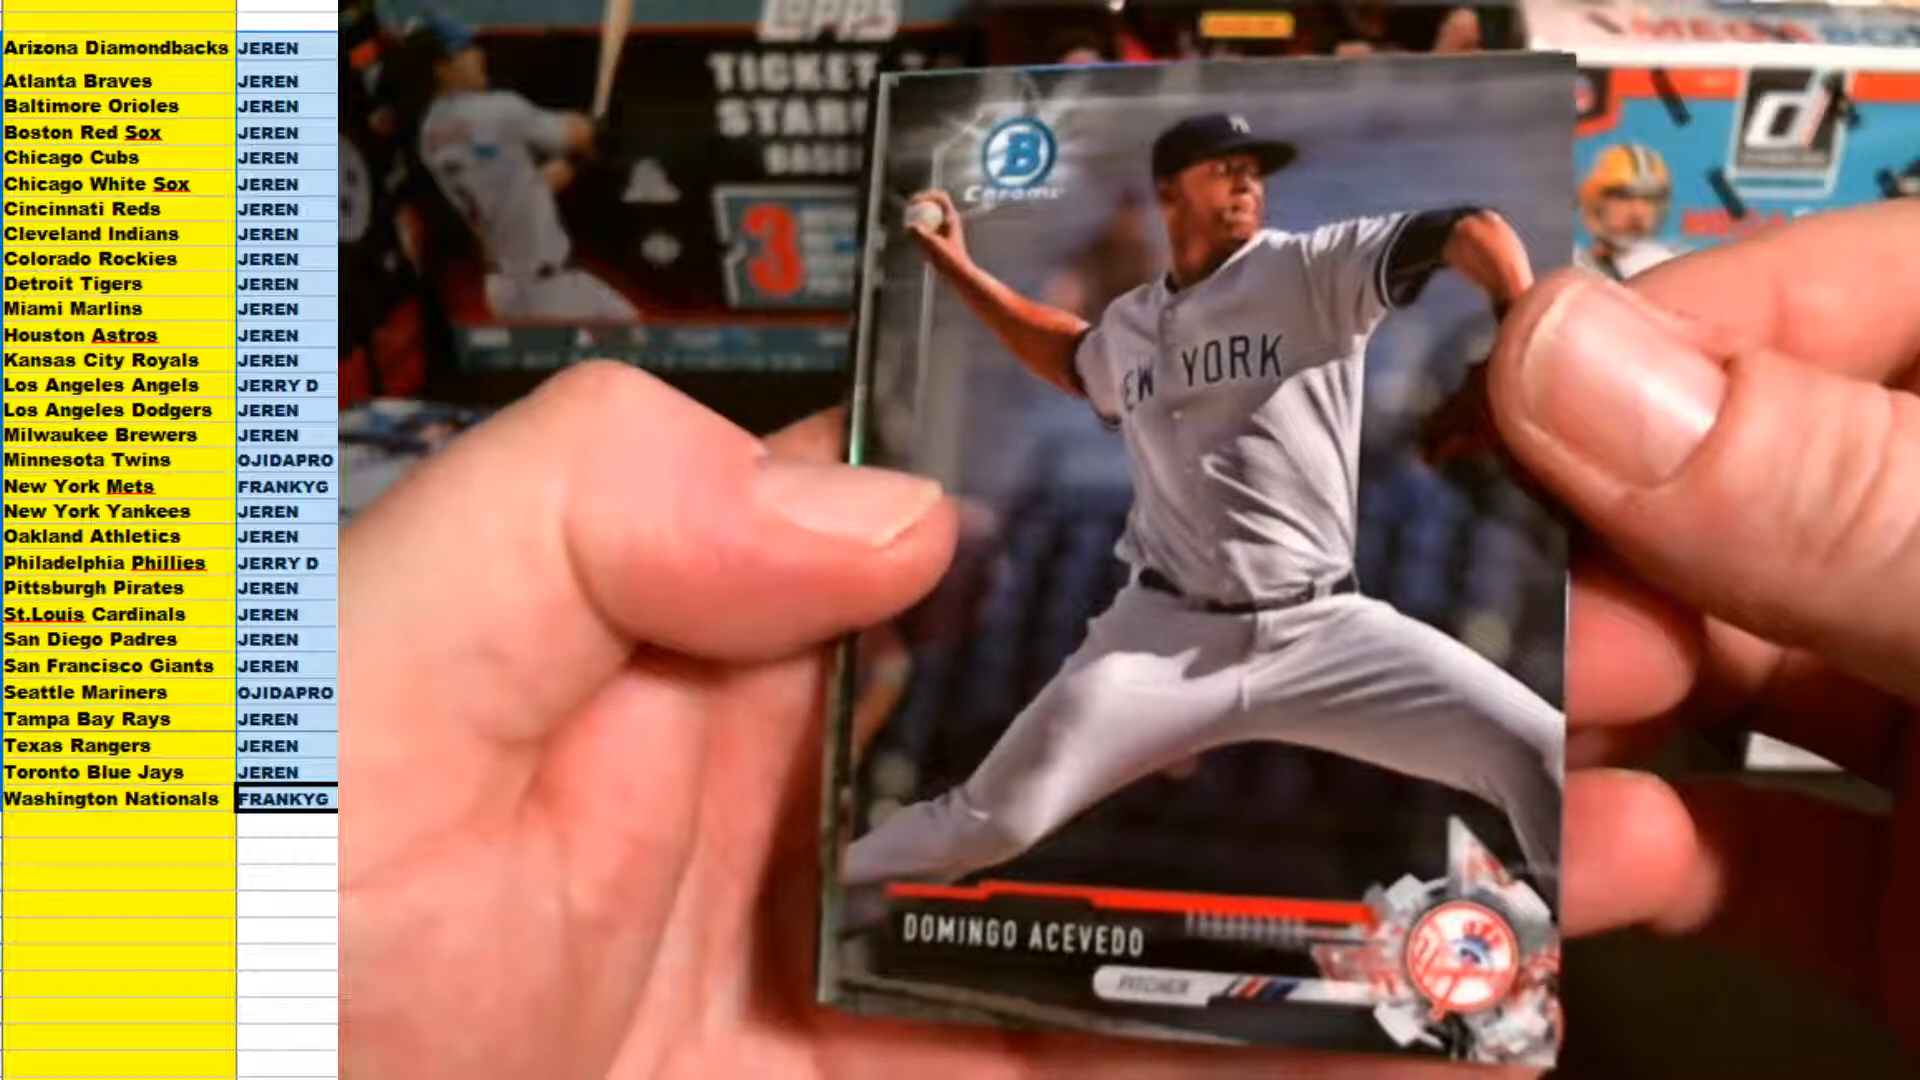 Arizona Diamondbacks JEREN
Atlanta Braves JEREN
Baltimore Orioles JEREN
Boston Red Sox JEREN
Chicago Cubs JEREN
Chicago White Sox JEREN
Cincinnati Reds JEREN
Cleveland Indians JEREN
Colorado Rockies JEREN
Detroit Tigers JEREN
Miami Marlins JEREN
Houston Astros JEREN
Kansas City Royals JEREN
Los Angeles Angels JERRY D
Los Angeles Dodgers JEREN
Milwaukee Brewers JEREN
Minnesota Twins OJIDAPRO
New York Mets FRANKYG
New York Yankees JEREN
Oakland Athletics JEREN
Philadelphia Phillies JERRY D
Pittsburgh Pirates JEREN
St.Louis Cardinals JEREN
San Diego Padres JEREN
San Francisco Giants JEREN
Seattle Mariners OJIDAPRO
Tampa Bay Rays JEREN
Texas Rangers JEREN
Toronto Blue Jays JEREN
Washington Nationals FRANKYG
TOPPS
TICKET
3
B
Chrome
EW YORK
DOMINGO ACEVEDO
PITCHER
d
MEGA